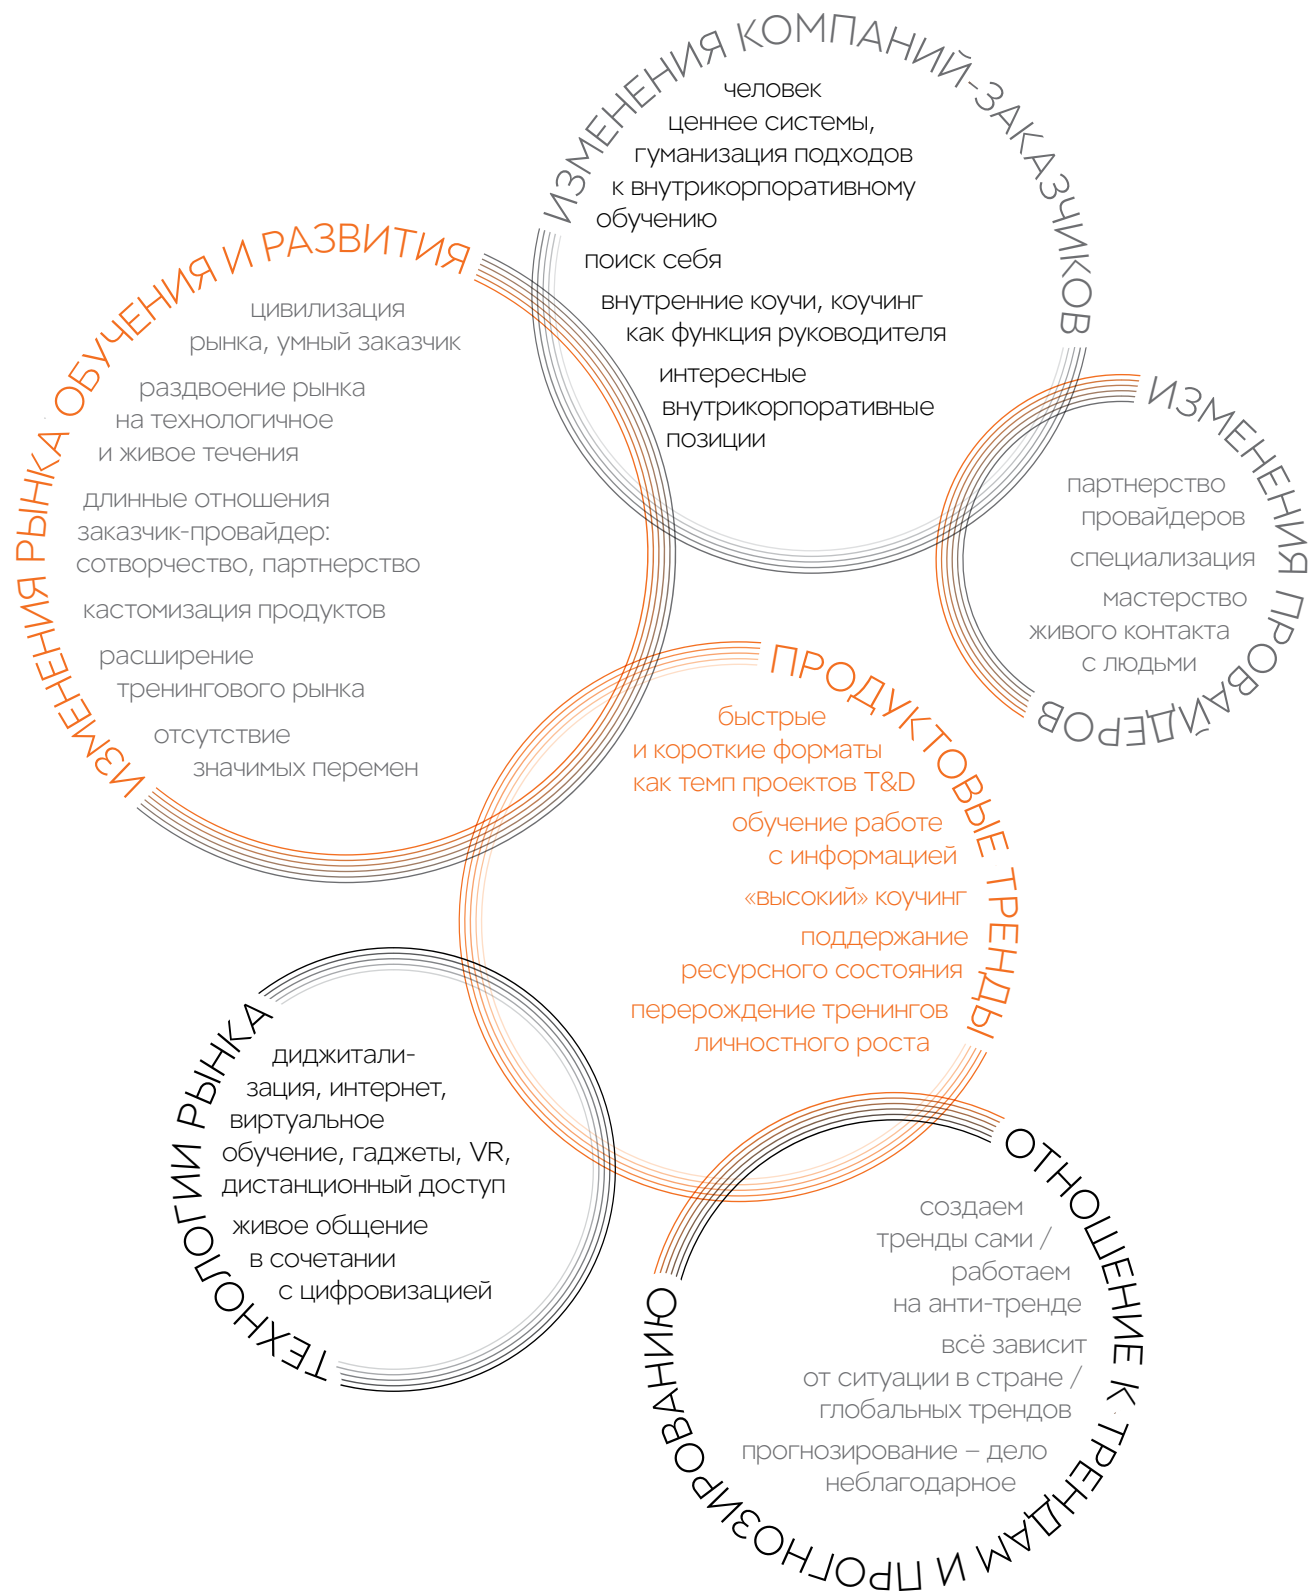 ИЗМЕНЕНИЯ КОМПАНИЙ-ЗАКАЗЧИКОВ
человек
ценнее системы,
гуманизация подходов
к внутрикорпоративному
обучению
поиск себя
внутренние коучи, коучинг
как функция руководителя
интересные
внутрикорпоративные
позиции
ИЗМЕНЕНИЯ РЫНКА ОБУЧЕНИЯ И РАЗВИТИЯ
цивилизация
рынка, умный заказчик
раздвоение рынка
на технологичное
и живое течения
длинные отношения
заказчик-провайдер:
сотворчество, партнерство
кастомизация продуктов
расширение
тренингового рынка
отсутствие
значимых перемен
ИЗМЕНЕНИЯ ПРОВАЙДЕРОВ
партнерство
провайдеров
специализация
мастерство
живого контакта
с людьми
ПРОДУКТОВЫЕ ТРЕНДЫ
быстрые
и короткие форматы
как темп проектов T&D
обучение работе
с информацией
«высокий» коучинг
поддержание
ресурсного состояния
перерождение тренингов
личностного роста
ТЕХНОЛОГИИ РЫНКА
диджитали-
зация, интернет,
виртуальное
обучение, гаджеты, VR,
дистанционный доступ
живое общение
в сочетании
с цифровизацией
ОТНОШЕНИЕ К ТРЕНДАМ И ПРОГНОЗИРОВАНИЮ
создаем
тренды сами /
работаем
на анти-тренде
всё зависит
от ситуации в стране /
глобальных трендов
прогнозирование – дело
неблагодарное